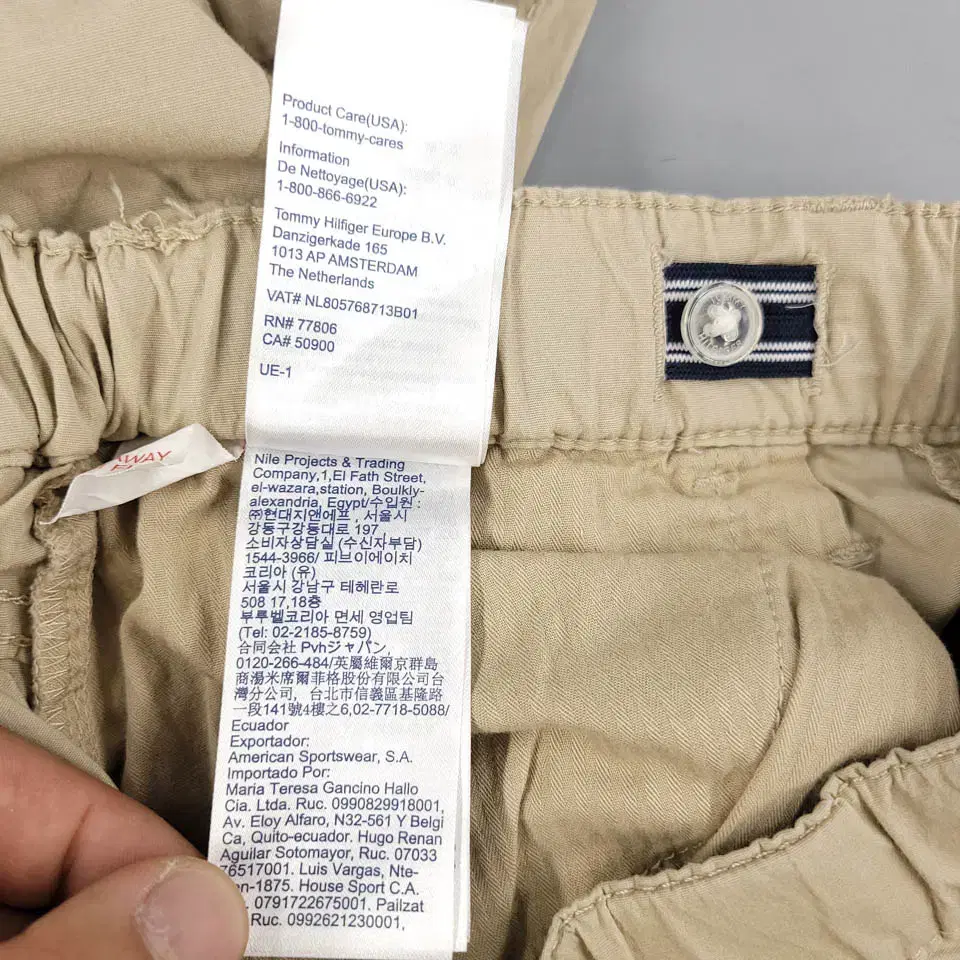 Product Care(USA):
1-800-tommy-cares
Information
De Nettoyage(USA):
1-800-866-6922
Tommy Hilfiger Europe B.V.
Danzigerkade 165
1013 AP AMSTERDAM
The Netherlands
VAT# NL805768713B01
RN# 77806
CA# 50900
UE-1
AWAY
Nile Projects & Trading
Company,1,El Fath Street,
el-wazara,station, Boulkly-
alexandria, Egypt/수입원 :
㈜현대지앤에프 , 서울시
강동구강동대로 197
소비자상담실 (수신자부담)
1544-3966/ 피브이에이치
코리아 (유)
서울시 강남구 테헤란로
508 17,18층
부루벨코리아 면세 영업팀
(Tel: 02-2185-8759)
合同会社 Pvhジャパン,
0120-266-484/英屬維爾京群島
商湯米席爾菲格股份有限公司台
灣分公司, 台北市信義區基隆路
一段141號4樓之6,02-7718-5088/
Ecuador
Exportador:
American Sportswear, S.A.
Importado Por:
Maria Teresa Gancino Hallo
Cia. Ltda. Ruc. 0990829918001,
Av. Eloy Alfaro, N32-561 Y Belgi
Ca, Quito-ecuador. Hugo Renan
Aguilar Sotomayor, Ruc. 07033
76517001. Luis Vargas, Nte-
en-1875. House Sport C.A.
. 0791722675001. Pailzat
Ruc. 0992621230001,